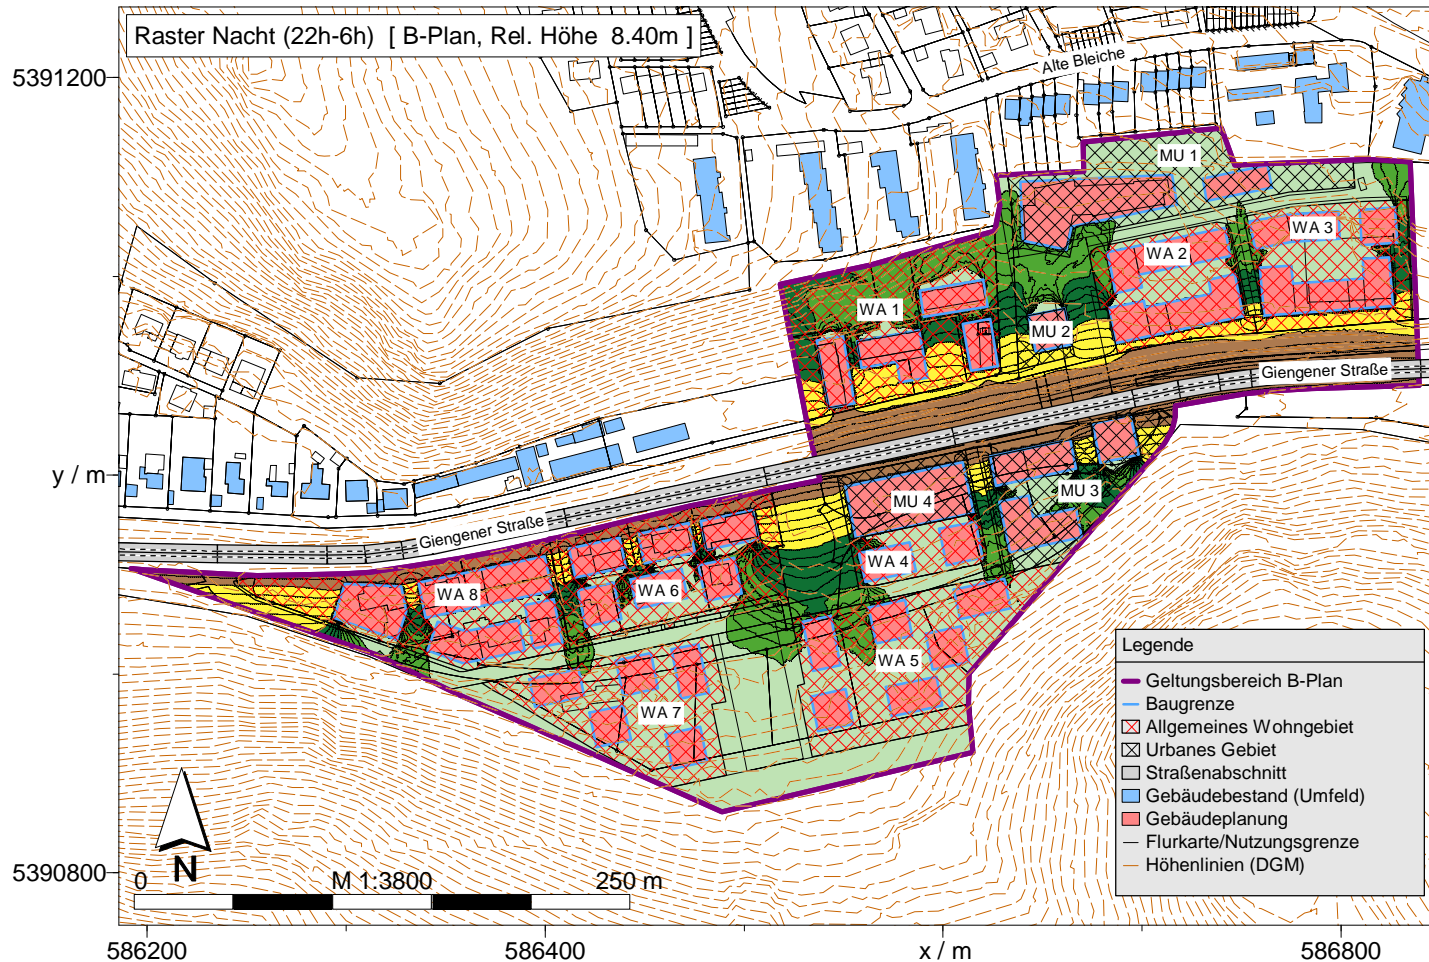 Raster Nacht (22h-6h) [ B-Plan, Rel. Höhe 8.40m ]
5391200
Alte Bleiche
MU 1
WA 3
WA 2
WA 1
MU 2
Giengener Straße
y / m
MU 3
MU 4
Giengener Straße
WA 4
WA 6
WA 8
WA 5
WA 7
Legende
Geltungsbereich B-Plan
Baugrenze
Allgemeines Wohngebiet
Urbanes Gebiet
Straßenabschnitt
Gebäudebestand (Umfeld)
Gebäudeplanung
Flurkarte/Nutzungsgrenze
Höhenlinien (DGM)
N
5390800
0 M 1:3800 250 m
586200 586400 x / m 586800